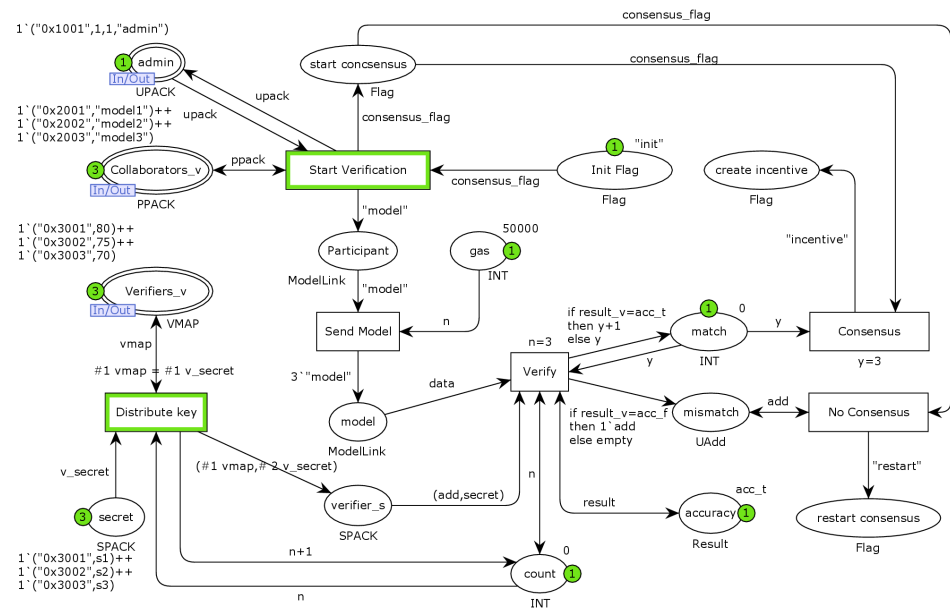 consensus_flag
1`("0x1001",1,1,"admin")
1
admin
In/Out
UPACK
start concsensus
Flag
consensus_flag
upack
upack
consensus_flag
1`("0x2001","model1")++
1`("0x2002","model2")++
1`("0x2003","model3")
3
Collaborators_v
In/Out
PPACK
ppack
Start Verification
consensus_flag
1
"init"
Init Flag
Flag
create incentive
Flag
"model"
"incentive"
1`("0x3001",80)++
1`("0x3002",75)++
1`("0x3003",70)
Participant
ModelLink
50000
gas
1
INT
3
Verifiers_v
In/Out
VMAP
"model"
n
Send Model
if result_v=acc_t
then y+1
else y
1
0
match
INT
y
y
Consensus
y=3
vmap
#1 vmap = #1 v_secret
n=3
Verify
3`"model"
data
Distribute key
model
ModelLink
if result_v=acc_f
then 1`add
else empty
mismatch
UAdd
add
No Consensus
(#1 vmap,# 2 v_secret)
v_secret
n
"restart"
3
secret
SPACK
verifier_s
SPACK
(add,secret)
result
acc_t
accuracy
1
Result
restart consensus
Flag
1`("0x3001",s1)++
1`("0x3002",s2)++
1`("0x3003",s3)
n+1
0
count
1
INT
n